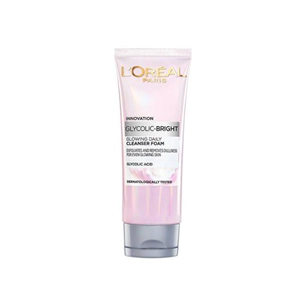 L'ORÉAL
PARIS
INNOVATION
GLYCOLIC-BRIGHT
GLOWING DAILY
CLEANSER FOAM
EXFOLIATES AND REMOVES DULLNESS
FOR EVEN GLOWING SKIN
GLYCOLIC ACID
DERMATOLOGICALLY TESTED